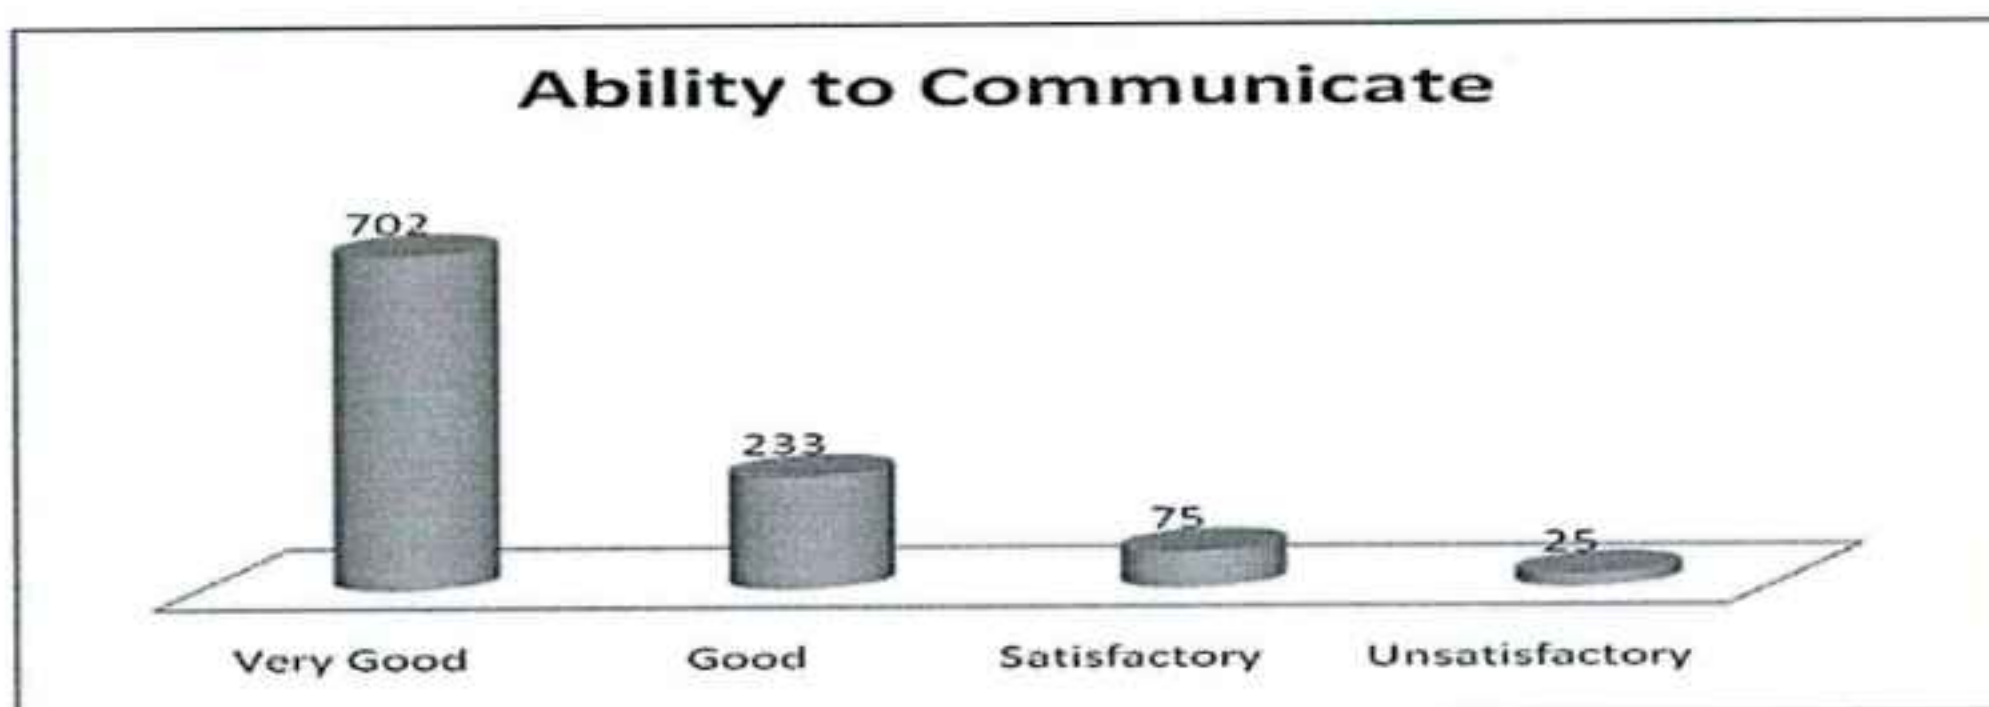 Ability to Communicate
702
233
75
25
Very Good Good Satisfactory Unsatisfactory